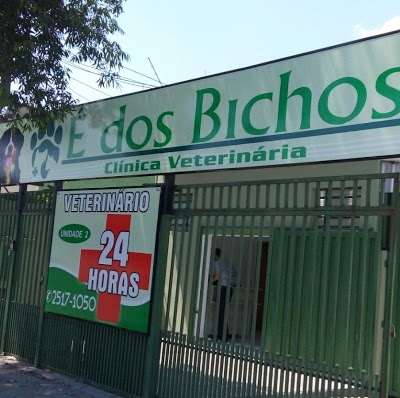 É dos Bichos
Clínica Veterinária
VETERINÁRIO
UNIDADE 2
24
HORAS
2517-1050